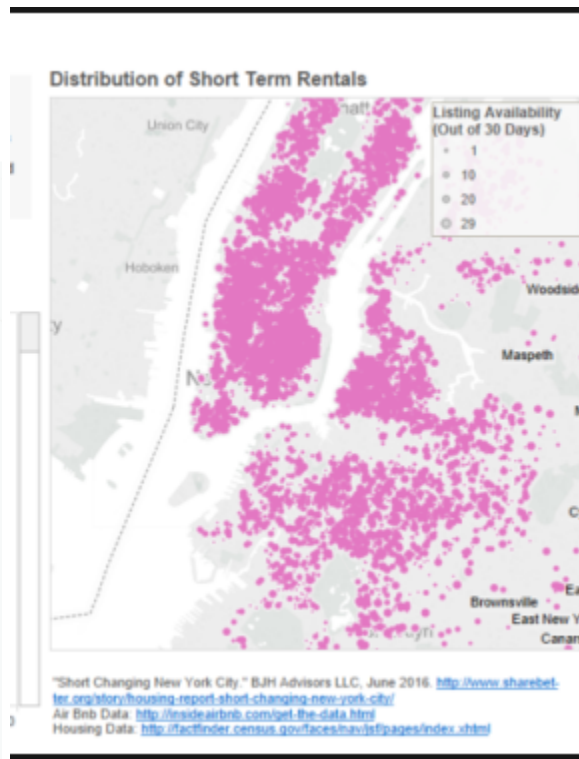 Distribution of Short Term Rentals
Union City
Listing Availability
(Out of 30 Days)
1
10
20
29
Hoboken
Woodsid
y
Maspeth
N
Brownsville
Ea
East New Y
Canar
"Short Changing New York City." BJH Advisors LLC, June 2016. http://www.sharebet-
ter.org/story/housing-report-short-changing-new-york-city/
Air Bnb Data: http://insideairbnb.com/get-the-data.html
Housing Data: http://factfinder.census.gov/faces/nav/jsf/pages/index.xhtml